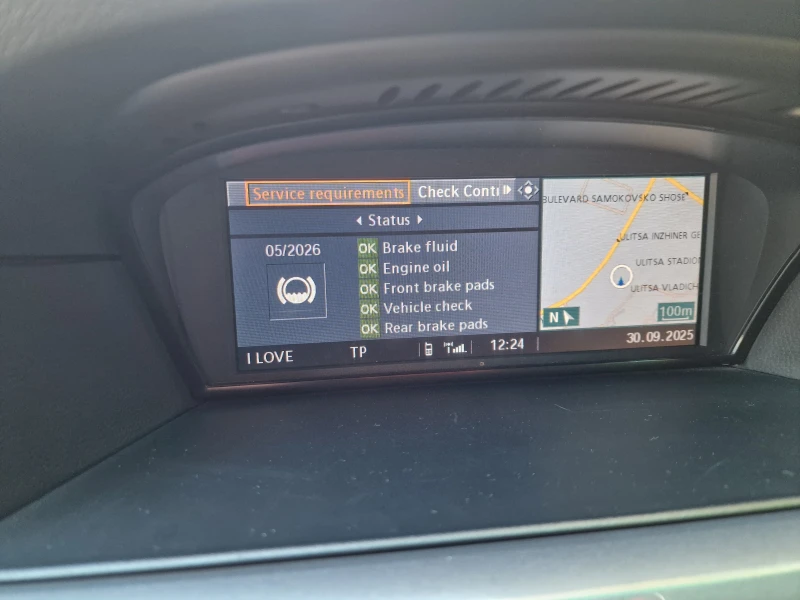 Service requirements Check Conti
Status
05/2026
OK Brake fluid
OK Engine oil
OK Front brake pads
OK Vehicle check
OK Rear brake pads
BULEVARD SAMOKOVSKO SHOSE
ULITSA INZHINER GE
ULITSA STADIO
ULITSA VLADICH
N
100m
I LOVE TP 12:24 30.09.2025